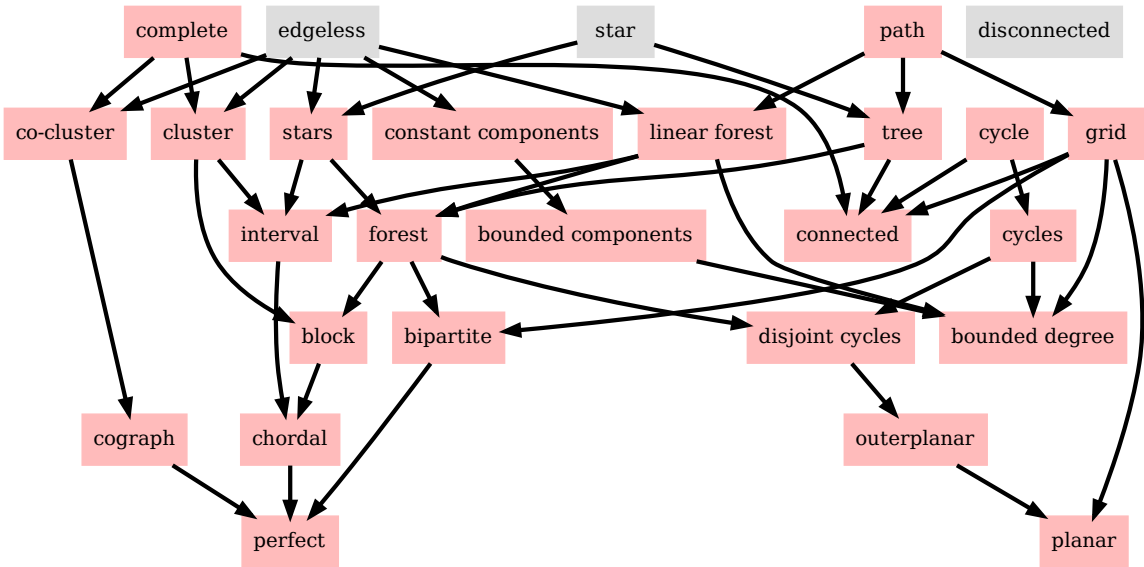 complete
edgeless
star
path
disconnected
co-cluster
cluster
stars
constant components
linear forest
tree
cycle
grid
interval
forest
bounded components
connected
cycles
block
bipartite
disjoint cycles
bounded degree
cograph
chordal
outerplanar
perfect
planar